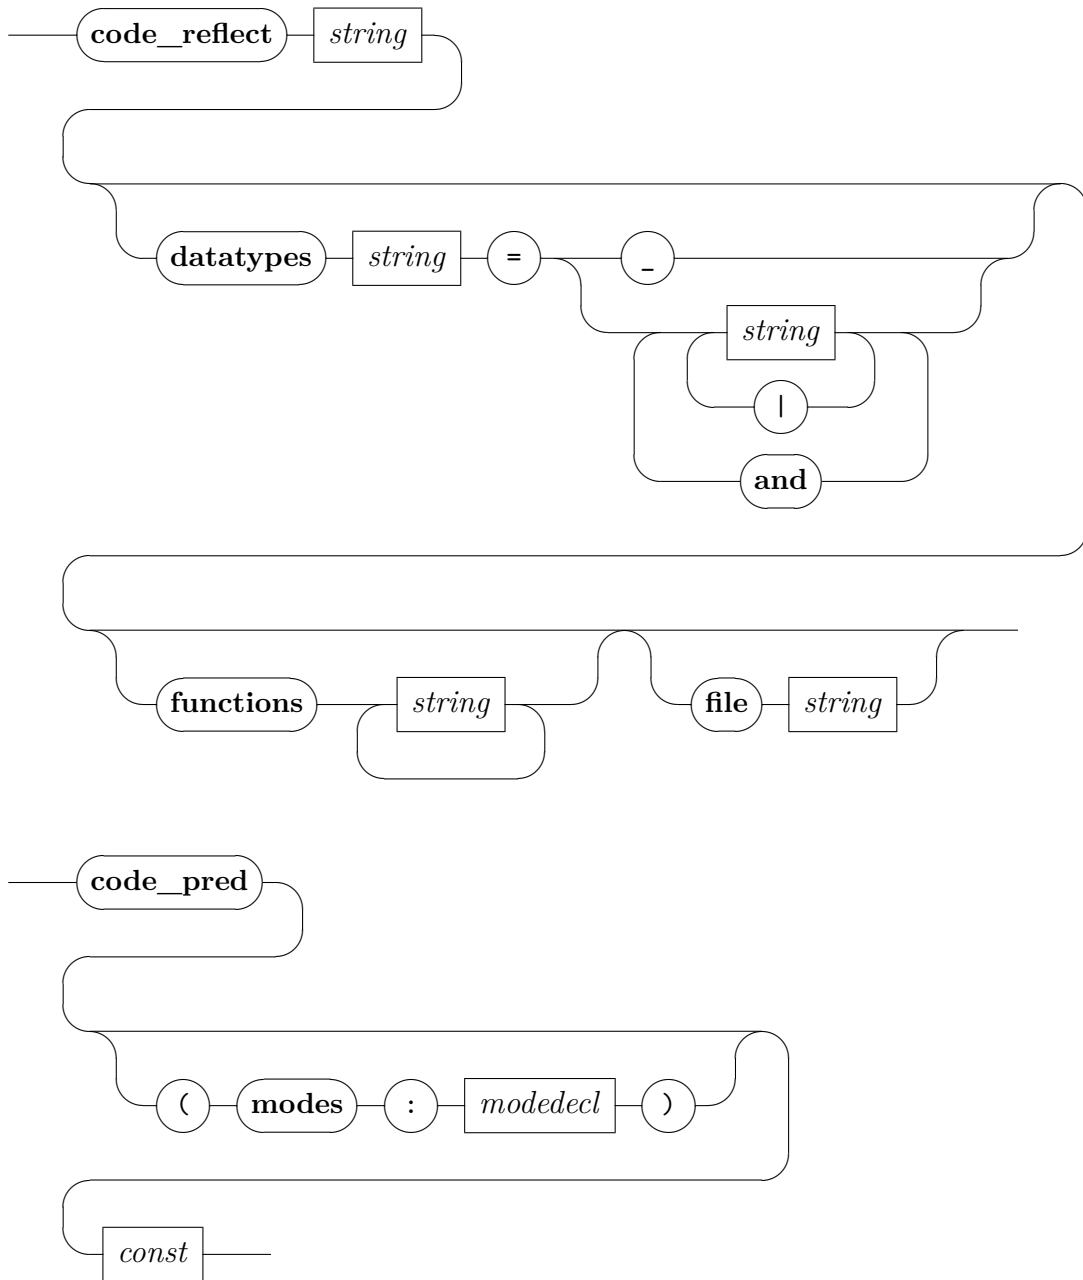 code_reflect string
datatypes string = _
string
|
and
functions string file string
code_pred
( modes : modedecl )
const